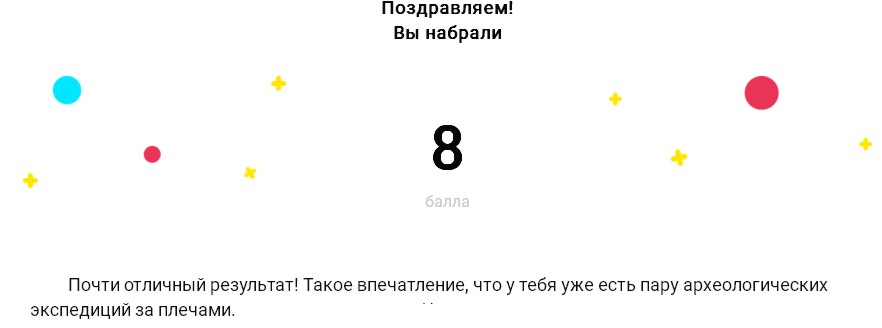 Поздравляем!
Вы набрали
8
балла
Почти отличный результат! Такое впечатление, что у тебя уже есть пару археологических
экспедиций за плечами.